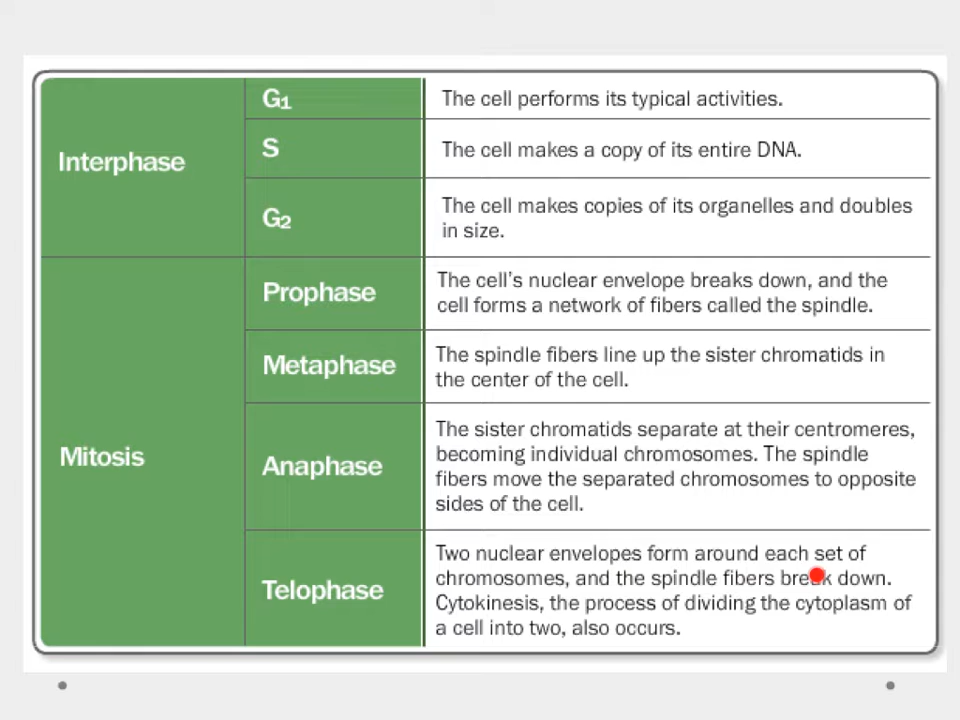 Interphase
G1
The cell performs its typical activities.
S
The cell makes a copy of its entire DNA.
G2
The cell makes copies of its organelles and doubles
in size.
Mitosis
Prophase
The cell's nuclear envelope breaks down, and the
cell forms a network of fibers called the spindle.
Metaphase
The spindle fibers line up the sister chromatids in
the center of the cell.
Anaphase
The sister chromatids separate at their centromeres,
becoming individual chromosomes. The spindle
fibers move the separated chromosomes to opposite
sides of the cell.
Telophase
Two nuclear envelopes form around each set of
chromosomes, and the spindle fibers break down.
Cytokinesis, the process of dividing the cytoplasm of
a cell into two, also occurs.